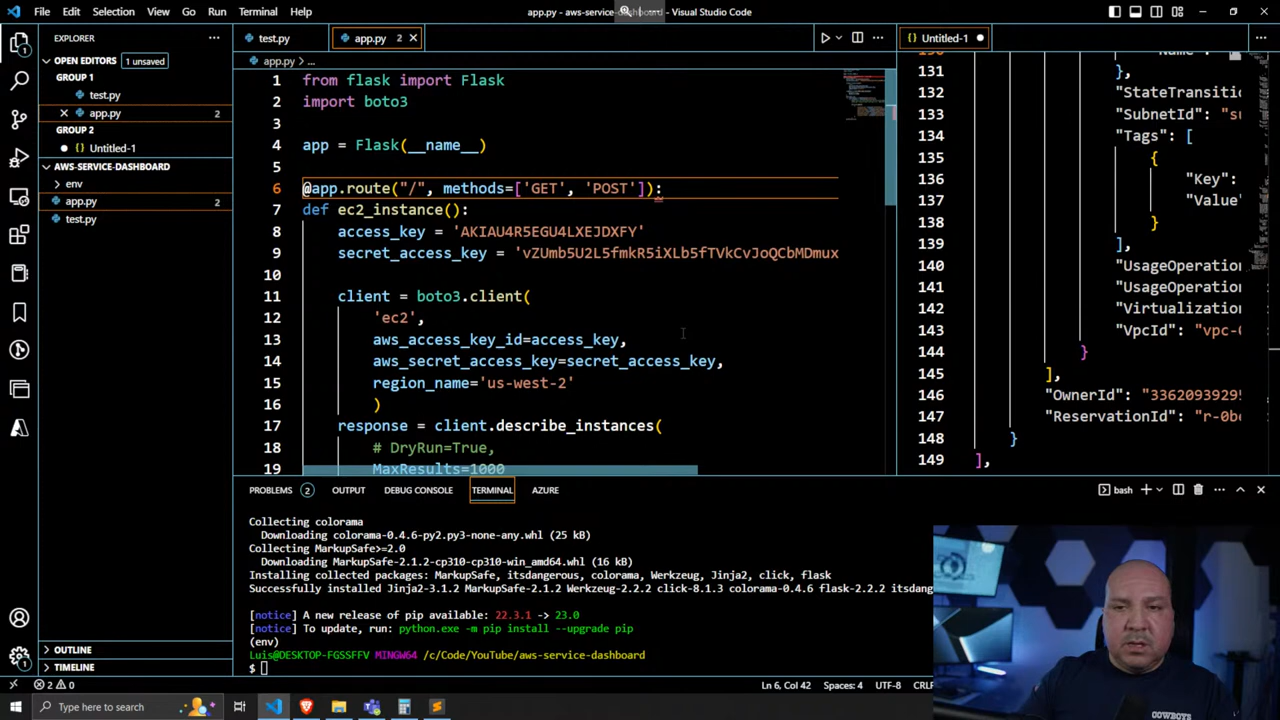 File Edit Selection View Go Run Terminal Help
app.py - aws-service-dashboard - Visual Studio Code
EXPLORER
OPEN EDITORS 1 unsaved
GROUP 1
test.py
app.py 2
GROUP 2
Untitled-1
AWS-SERVICE-DASHBOARD
env
app.py 2
test.py
OUTLINE
TIMELINE
test.py app.py 2
app.py > ...
1 from flask import Flask
2 import boto3
3
4 app = Flask(__name__)
5
6 @app.route("/", methods=['GET', 'POST']):
7 def ec2_instance():
8 access_key = 'AKIAU4R5EGU4LXEJDXFY'
9 secret_access_key = 'vZUmb5U2L5fmkR5iXLb5fTVkCvJoQCbMDmux
10
11 client = boto3.client(
12 'ec2',
13 aws_access_key_id=access_key,
14 aws_secret_access_key=secret_access_key,
15 region_name='us-west-2'
16 )
17 response = client.describe_instances(
18 # DryRun=True,
19 MaxResults=1000
{} Untitled-1
131 },
132 "StateTransiti
133 "SubnetId": "su
134 "Tags": [
135 {
136 "Key":
137 "Value"
138 }
139 ],
140 "UsageOperation
141 "UsageOperation
142 "Virtualization
143 "VpcId": "vpc-0
144 }
145 ],
146 "OwnerId": "33620939295
147 "ReservationId": "r-0bc
148 }
149 ],
PROBLEMS 2 OUTPUT DEBUG CONSOLE TERMINAL AZURE
bash
Collecting colorama
Downloading colorama-0.4.6-py2.py3-none-any.whl (25 kB)
Collecting MarkupSafe>=2.0
Downloading MarkupSafe-2.1.2-cp310-cp310-win_amd64.whl (16 kB)
Installing collected packages: MarkupSafe, itsdangerous, colorama, Werkzeug, Jinja2, click, flask
Successfully installed Jinja2-3.1.2 MarkupSafe-2.1.2 Werkzeug-2.2.2 click-8.1.3 colorama-0.4.6 flask-2.2.2 itsdang
[notice] A new release of pip available: 22.3.1 -> 23.0
[notice] To update, run: python.exe -m pip install --upgrade pip
(env)
Luis@DESKTOP-FGSSFFV MINGW64 /c/Code/YouTube/aws-service-dashboard
$
2 0
Ln 6, Col 42 Spaces: 4 UTF-8 CRLF
Type here to search
COWBOYS